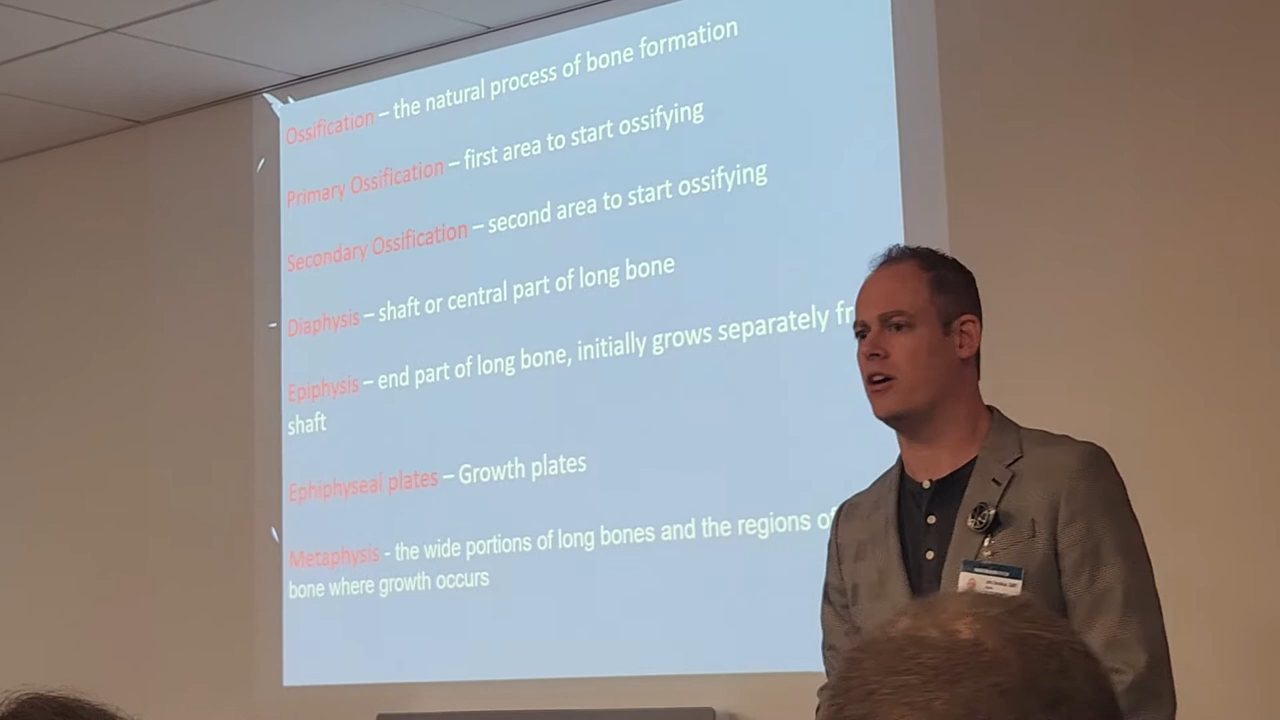 Ossification – the natural process of bone formation
Primary Ossification – first area to start ossifying
Secondary Ossification – second area to start ossifying
Diaphysis – shaft or central part of long bone
Epiphysis – end part of long bone, initially grows separately fr
shaft
Ephiphyseal plates – Growth plates
Metaphysis - the wide portions of long bones and the regions of
bone where growth occurs